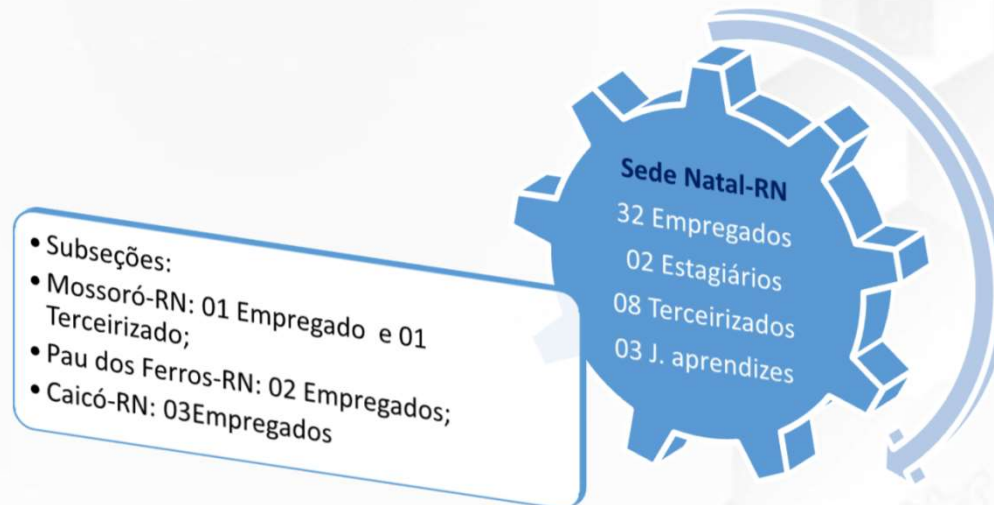 Sede Natal-RN
32 Empregados
02 Estagiários
08 Terceirizados
03 J. aprendizes
• Subseções:
• Mossoró-RN: 01 Empregado e 01
Terceirizado;
• Pau dos Ferros-RN: 02 Empregados;
• Caicó-RN: 03Empregados